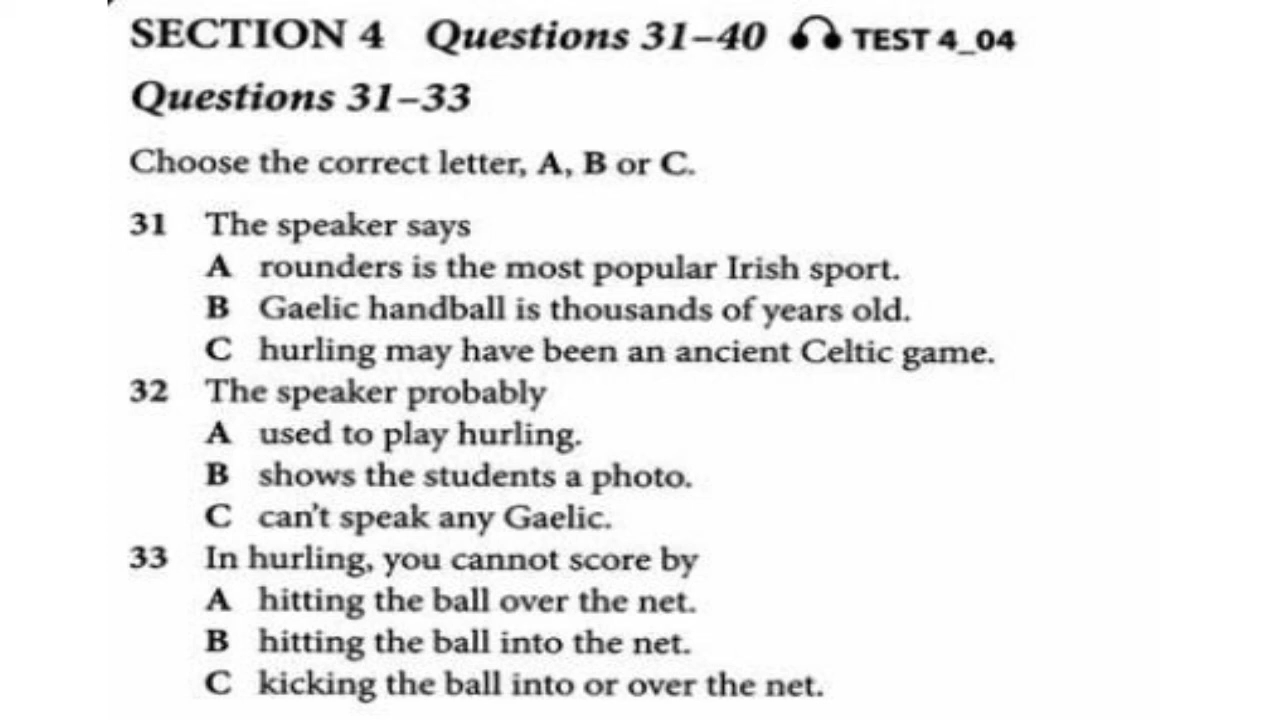 SECTION 4 Questions 31–40 TEST 4_04
Questions 31–33
Choose the correct letter, A, B or C.
31 The speaker says
A rounders is the most popular Irish sport.
B Gaelic handball is thousands of years old.
C hurling may have been an ancient Celtic game.
32 The speaker probably
A used to play hurling.
B shows the students a photo.
C can't speak any Gaelic.
33 In hurling, you cannot score by
A hitting the ball over the net.
B hitting the ball into the net.
C kicking the ball into or over the net.